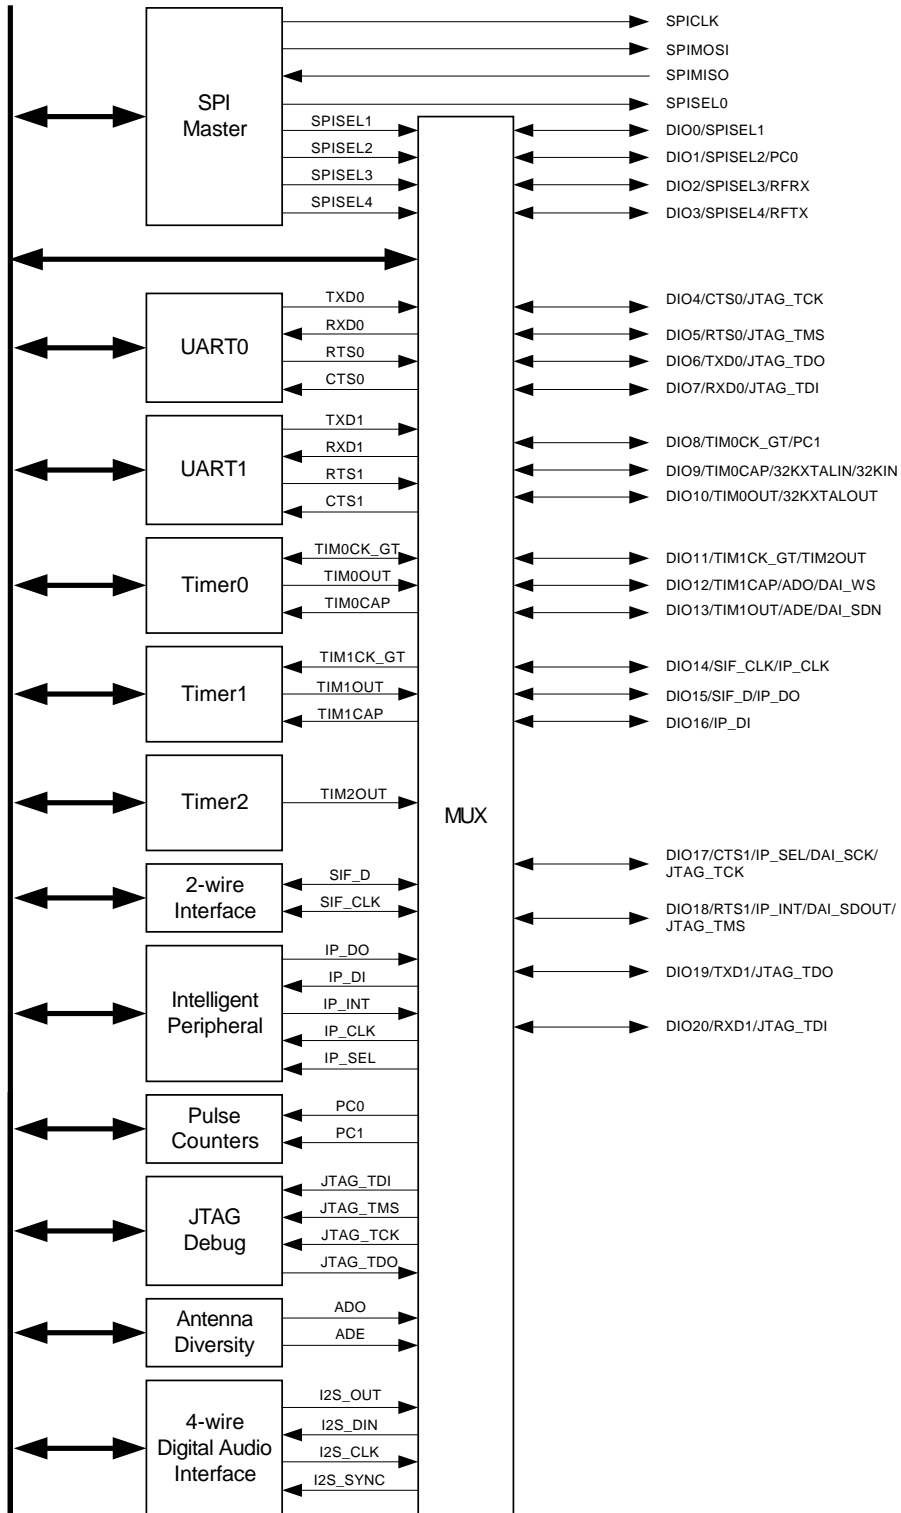 SPICLK
SPIMOSI
SPIMISO
SPISEL0
SPI
Master
SPISEL1
SPISEL2
SPISEL3
SPISEL4
DIO0/SPISEL1
DIO1/SPISEL2/PC0
DIO2/SPISEL3/RFRX
DIO3/SPISEL4/RFTX
UART0
TXD0
RXD0
RTS0
CTS0
DIO4/CTS0/JTAG_TCK
DIO5/RTS0/JTAG_TMS
DIO6/TXD0/JTAG_TDO
DIO7/RXD0/JTAG_TDI
UART1
TXD1
RXD1
RTS1
CTS1
DIO8/TIM0CK_GT/PC1
DIO9/TIM0CAP/32KXTALIN/32KIN
DIO10/TIM0OUT/32KXTALOUT
Timer0
TIM0CK_GT
TIM0OUT
TIM0CAP
DIO11/TIM1CK_GT/TIM2OUT
DIO12/TIM1CAP/ADO/DAI_WS
DIO13/TIM1OUT/ADE/DAI_SDN
Timer1
TIM1CK_GT
TIM1OUT
TIM1CAP
DIO14/SIF_CLK/IP_CLK
DIO15/SIF_D/IP_DO
DIO16/IP_DI
Timer2
TIM2OUT
MUX
2-wire
Interface
SIF_D
SIF_CLK
DIO17/CTS1/IP_SEL/DAI_SCK/
JTAG_TCK
DIO18/RTS1/IP_INT/DAI_SDOUT/
JTAG_TMS
Intelligent
Peripheral
IP_DO
IP_DI
IP_INT
IP_CLK
IP_SEL
DIO19/TXD1/JTAG_TDO
DIO20/RXD1/JTAG_TDI
Pulse
Counters
PC0
PC1
JTAG
Debug
JTAG_TDI
JTAG_TMS
JTAG_TCK
JTAG_TDO
Antenna
Diversity
ADO
ADE
4-wire
Digital Audio
Interface
I2S_OUT
I2S_DIN
I2S_CLK
I2S_SYNC